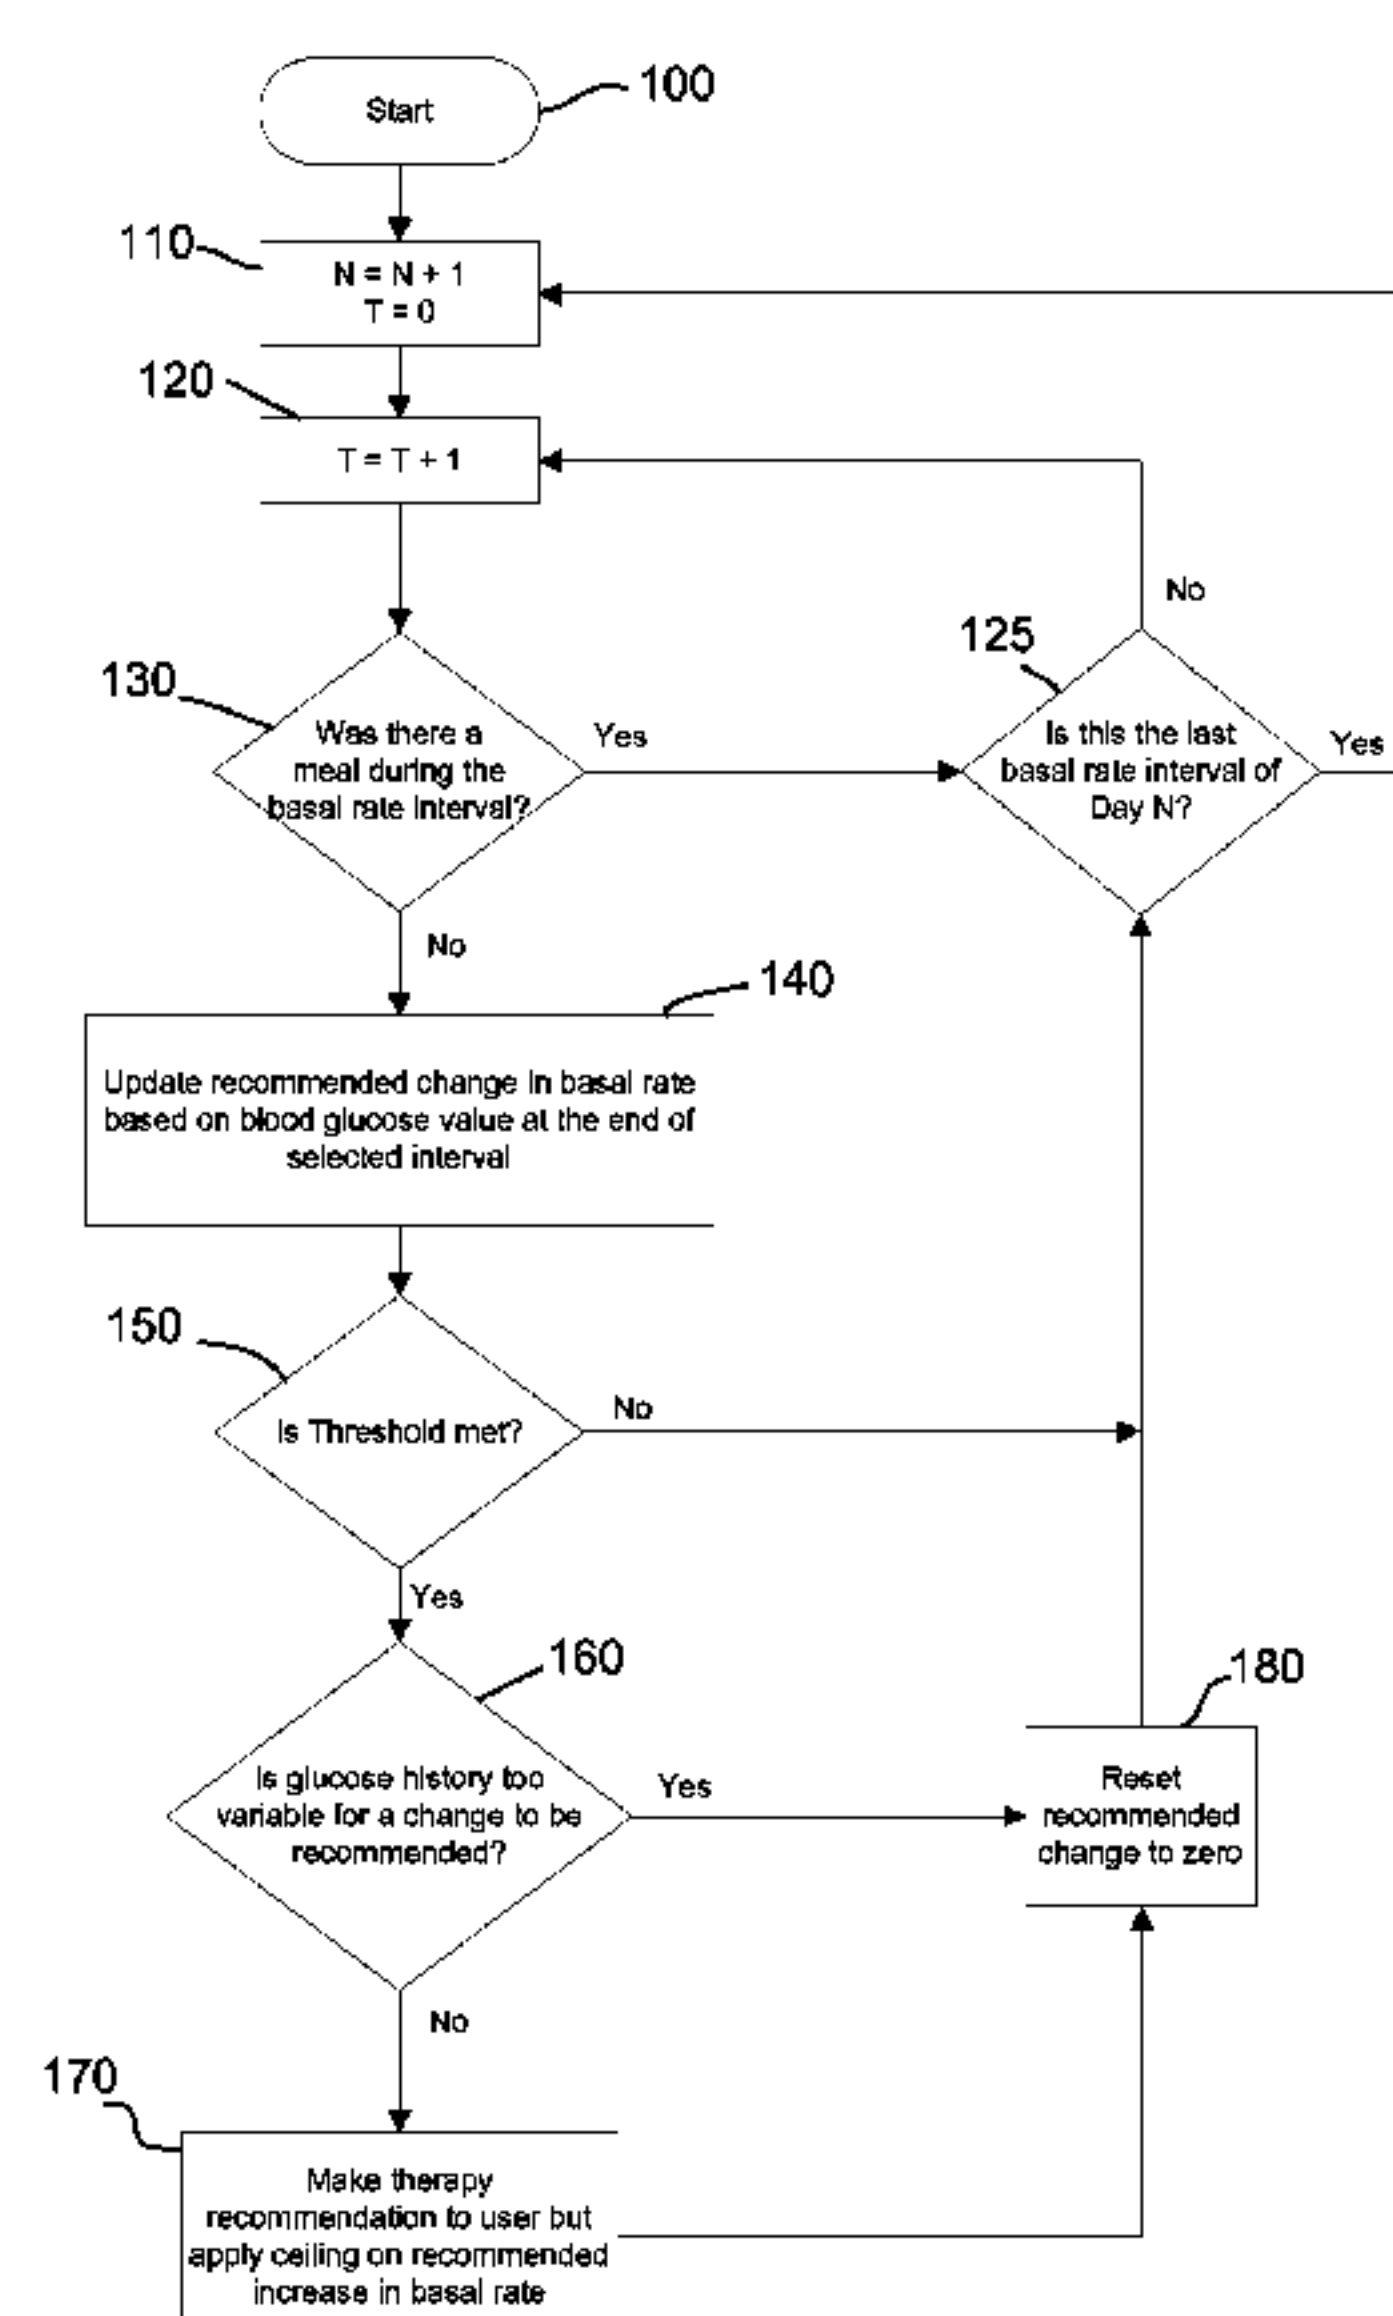 Start
100
110
N = N + 1
T = 0
120
T = T + 1
No
125
130
Was there a
meal during the
basal rate interval?
Yes
Is this the last
basal rate interval of
Day N?
Yes
No
140
Update recommended change in basal rate
based on blood glucose value at the end of
selected interval
150
Is Threshold met?
No
Yes
160
180
Is glucose history too
variable for a change to be
recommended?
Yes
Reset
recommended
change to zero
No
170
Make therapy
recommendation to user but
apply ceiling on recommended
increase in basal rate